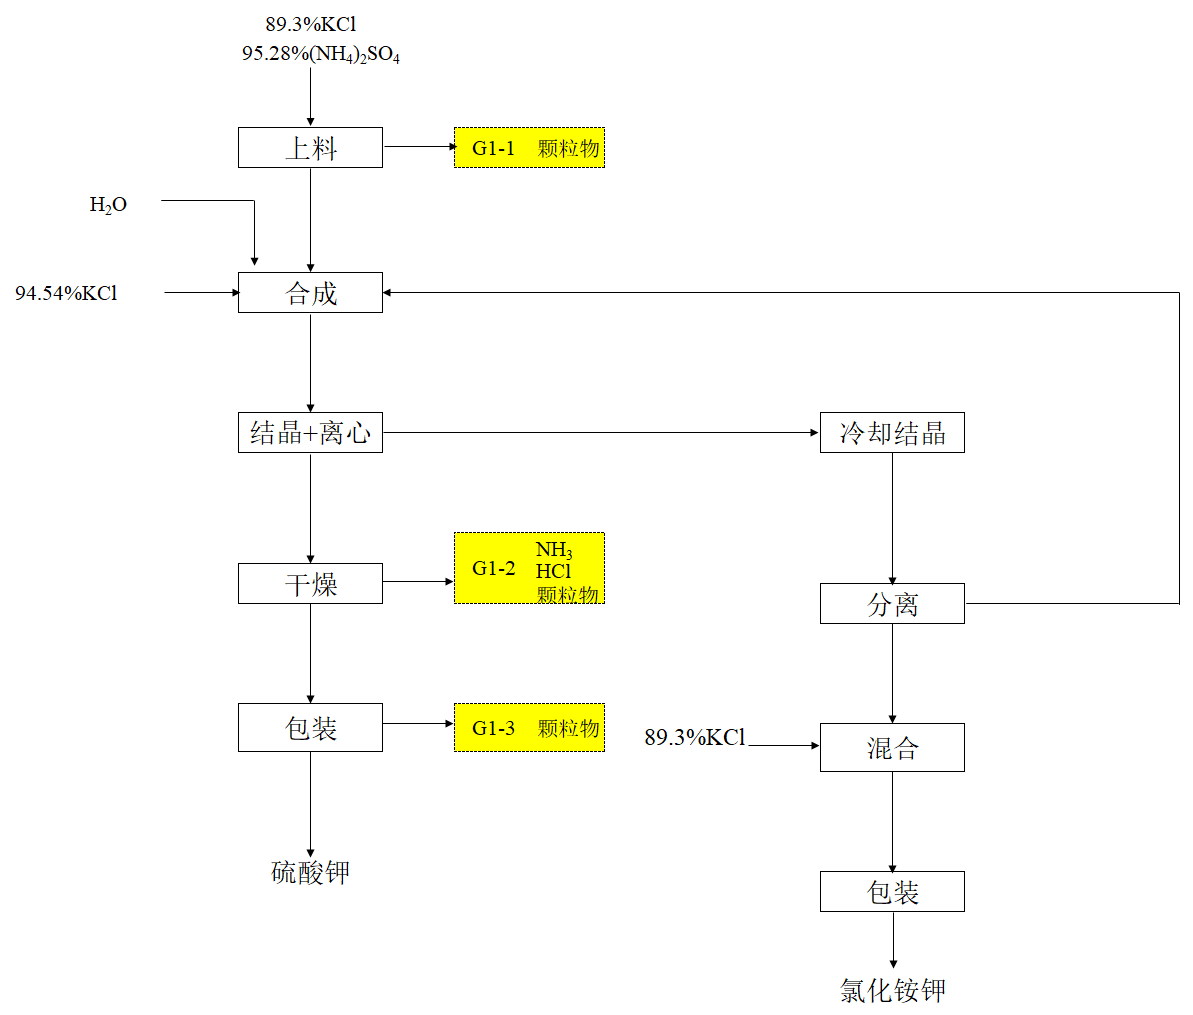 89.3%KCl
95.28%(NH₄)₂SO₄
上料
G1-1 颗粒物
H₂O
94.54%KCl
合成
结晶+离心
冷却结晶
干燥
G1-2
NH₃
HCl
颗粒物
分离
包装
G1-3 颗粒物
89.3%KCl
混合
硫酸钾
包装
氯化铵钾